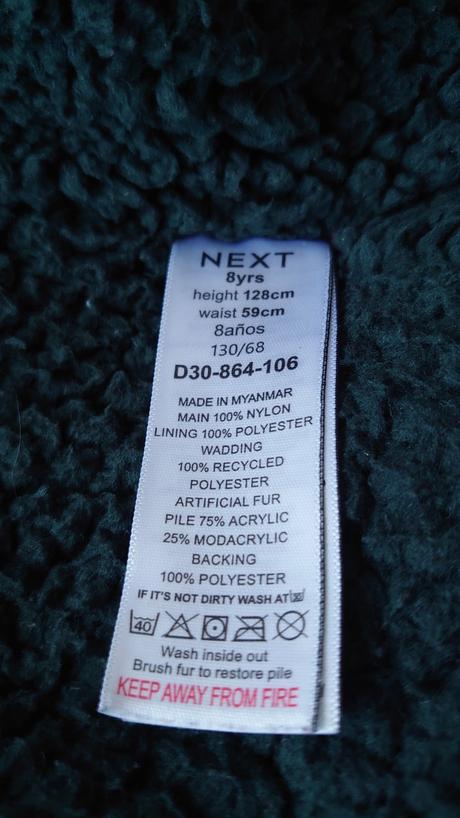 NEXT
8yrs
height 128cm
waist 59cm
8años
130/68
D30-864-106
MADE IN MYANMAR
MAIN 100% NYLON
LINING 100% POLYESTER
WADDING
100% RECYCLED
POLYESTER
ARTIFICIAL FUR
PILE 75% ACRYLIC
25% MODACRYLIC
BACKING
100% POLYESTER
IF IT'S NOT DIRTY WASH AT
40
Wash inside out
Brush fur to restore pile
KEEP AWAY FROM FIRE